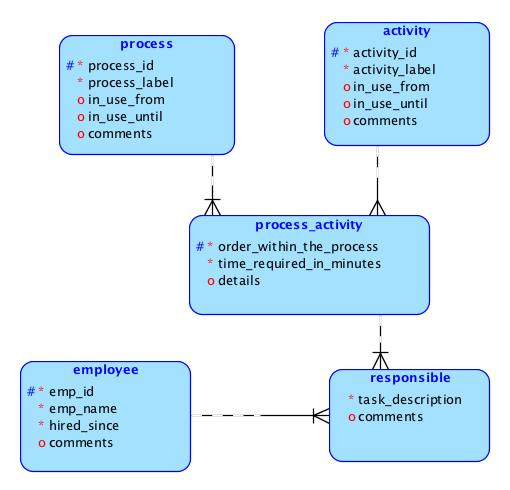 process
# * process_id
* process_label
o in_use_from
o in_use_until
o comments
activity
# * activity_id
* activity_label
o in_use_from
o in_use_until
o comments
process_activity
# * order_within_the_process
* time_required_in_minutes
o details
employee
# * emp_id
* emp_name
* hired_since
o comments
responsible
* task_description
o comments